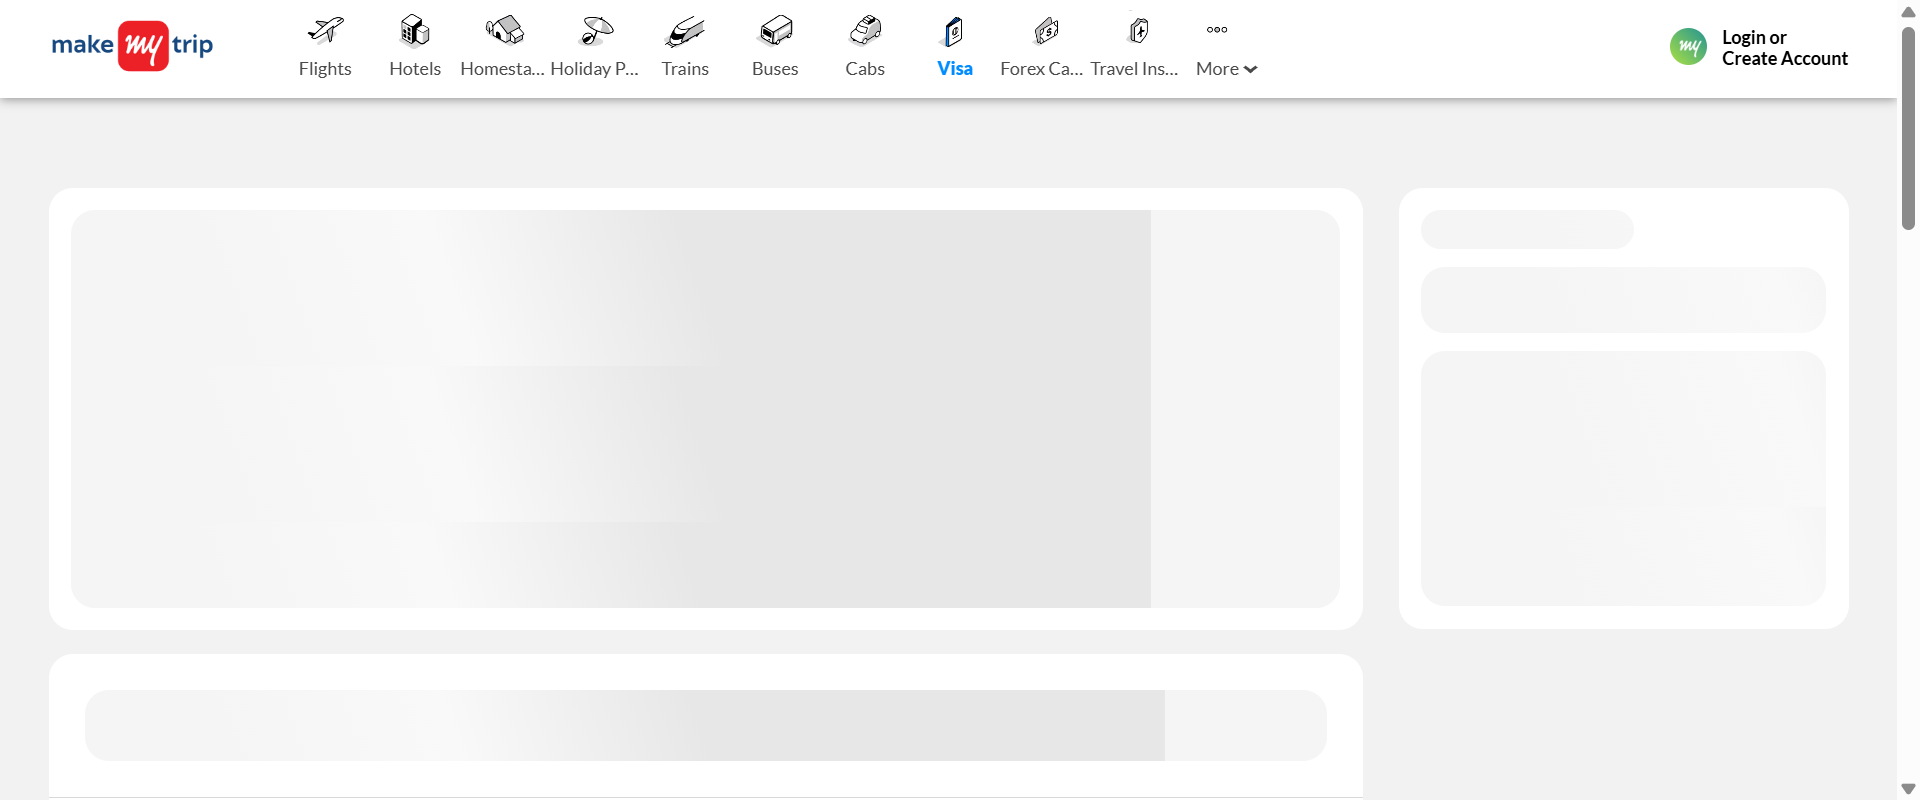 make my trip
Flights
Hotels
Homesta...
Holiday P...
Trains
Buses
Cabs
Visa
Forex Ca...
Travel Ins...
More
my
Login or
Create Account